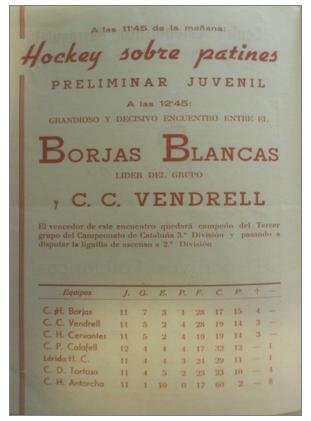 A las 11'45 de la mañana:
Hockey sobre patines
PRELIMINAR JUVENIL
A las 12'45:
GRANDIOSO Y DECISIVO ENCUENTRO ENTRE EL
BORJAS BLANCAS
LIDER DEL GRUPO
y C. C. VENDRELL
El vencedor de este encuentro quedará campeón del Tercer
grupo del Campeonato de Cataluña 3.ª División y pasando a
disputar la liguilla de ascenso a 2.ª División
Equipos J. G. E. P. F. C. P. †
C. H. Borjas 11 7 3 1 28 17 15 4 —
C. C. Vendrell 11 5 2 4 28 19 14 3 —
C. H. Cervantes 11 5 2 4 19 19 14 3 —
C. P. Calafell 12 4 4 4 17 32 12 — 1
Lérida H. C. 11 4 4 3 24 29 11 — 1
C. D. Tortosa 11 4 5 2 23 23 10 — 4
C. H. Antorcha 11 1 10 0 17 60 2 — 8